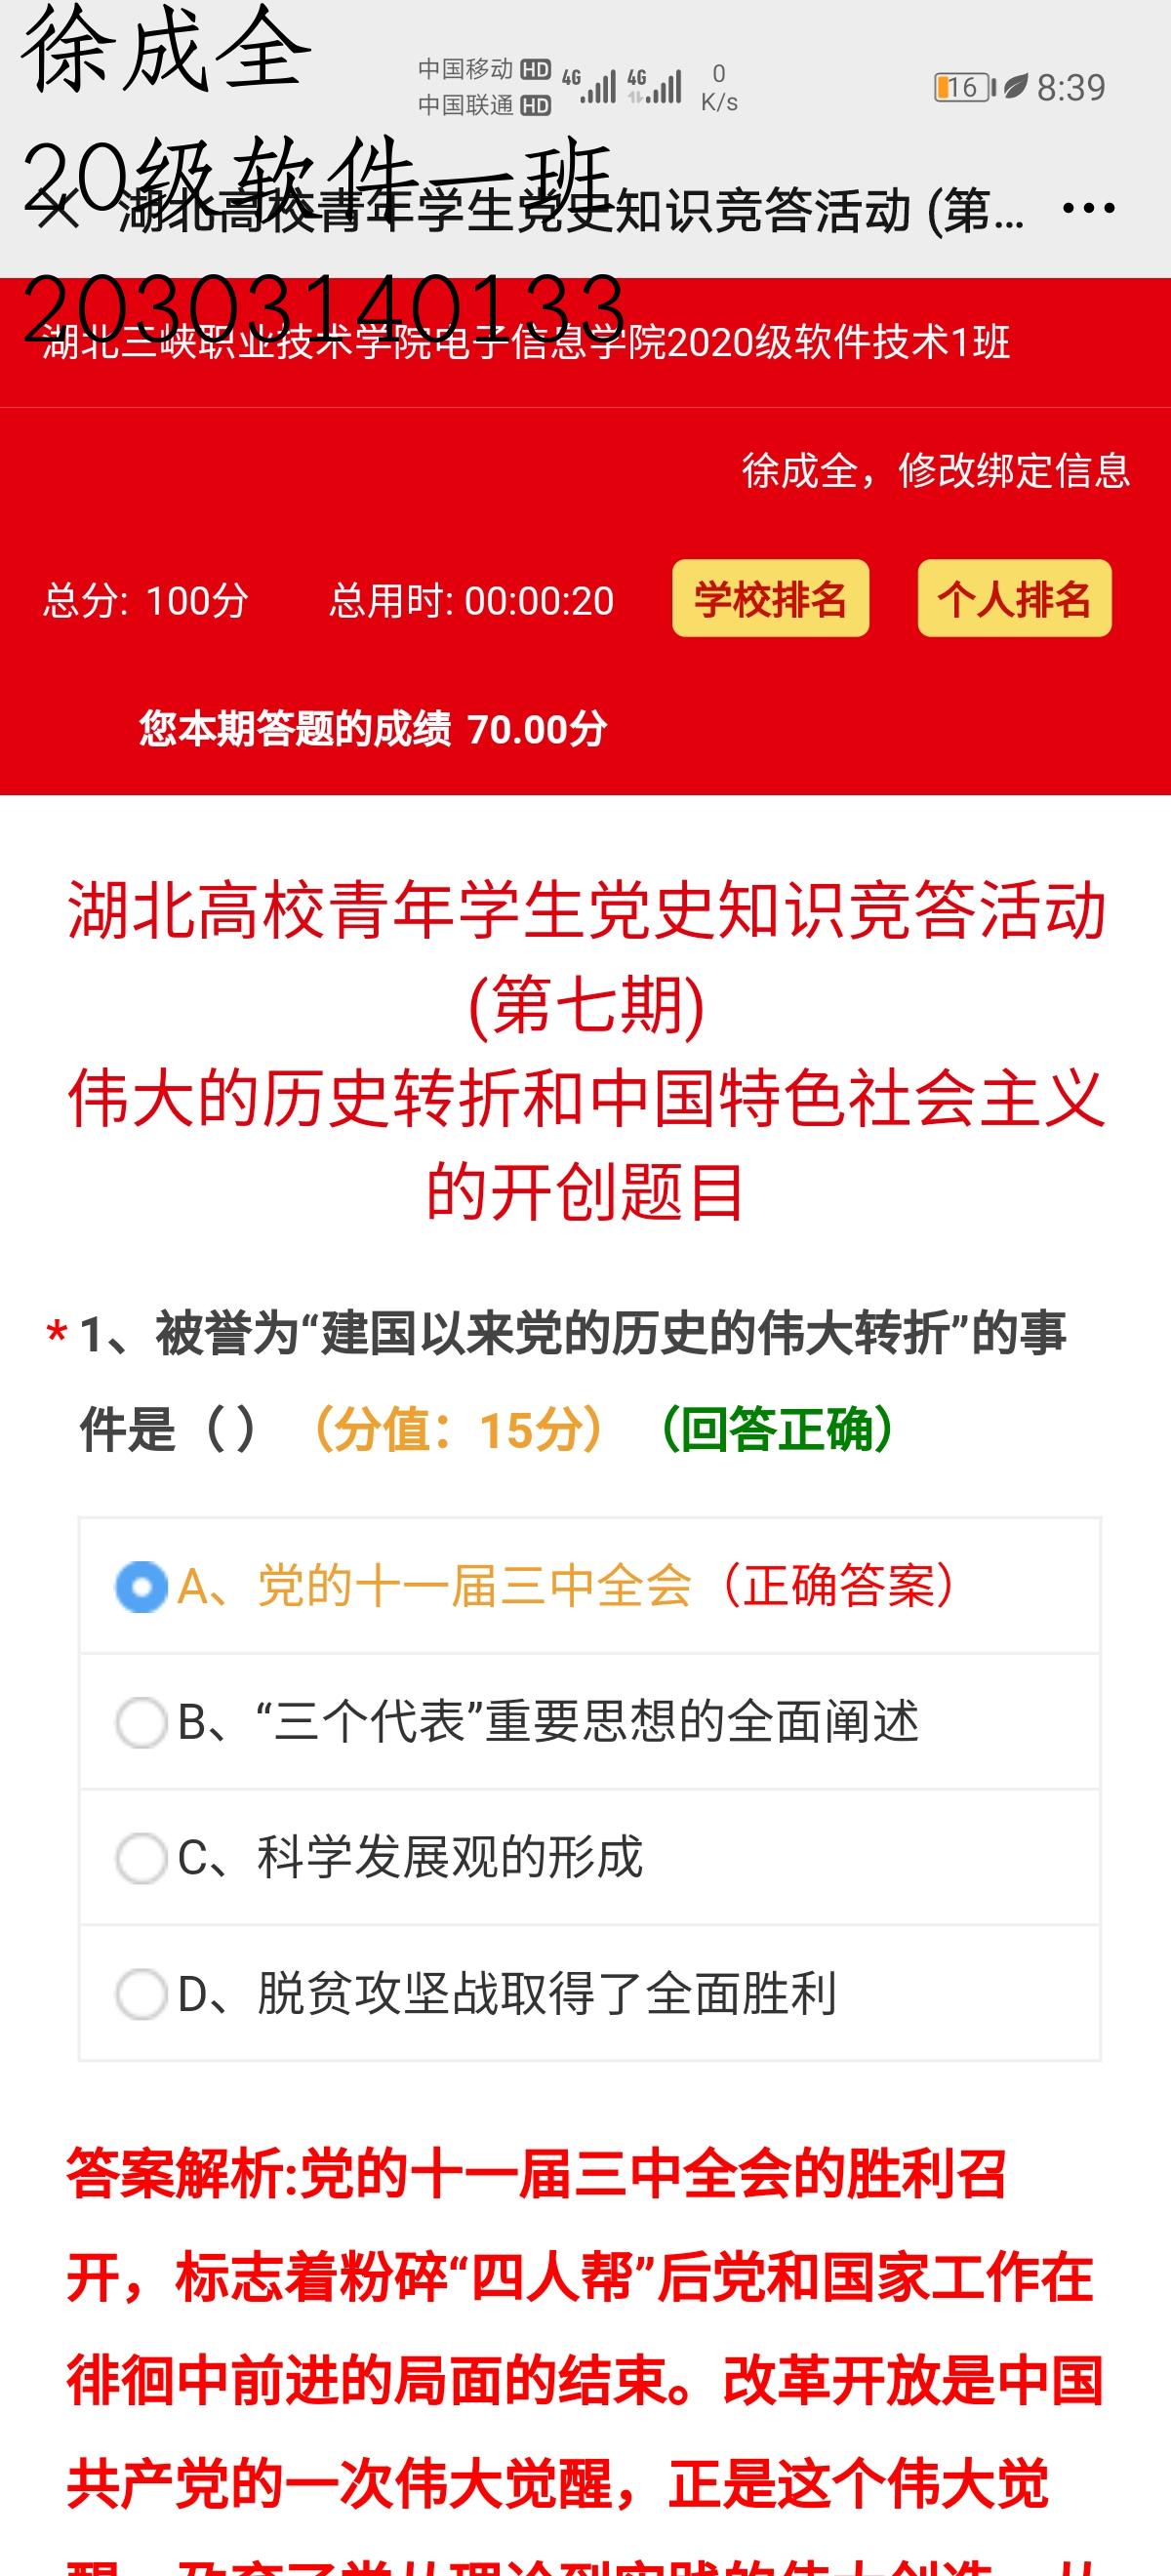 徐成全
中国移动 HD 4G 4G 0 16 8:39
中国联通 HD K/s
20级软件一班
湖北高校青年学生党史知识竞答活动 (第...
20303140133
湖北三峡职业技术学院电子信息学院2020级软件技术1班
徐成全，修改绑定信息
总分: 100分 总用时: 00:00:20 学校排名 个人排名
您本期答题的成绩 70.00分
湖北高校青年学生党史知识竞答活动
(第七期)
伟大的历史转折和中国特色社会主义
的开创题目
* 1、被誉为“建国以来党的历史的伟大转折”的事
件是（ ）（分值：15分）（回答正确）
A、党的十一届三中全会（正确答案）
B、“三个代表”重要思想的全面阐述
C、科学发展观的形成
D、脱贫攻坚战取得了全面胜利
答案解析:党的十一届三中全会的胜利召
开，标志着粉碎“四人帮”后党和国家工作在
徘徊中前进的局面的结束。改革开放是中国
共产党的一次伟大觉醒，正是这个伟大觉